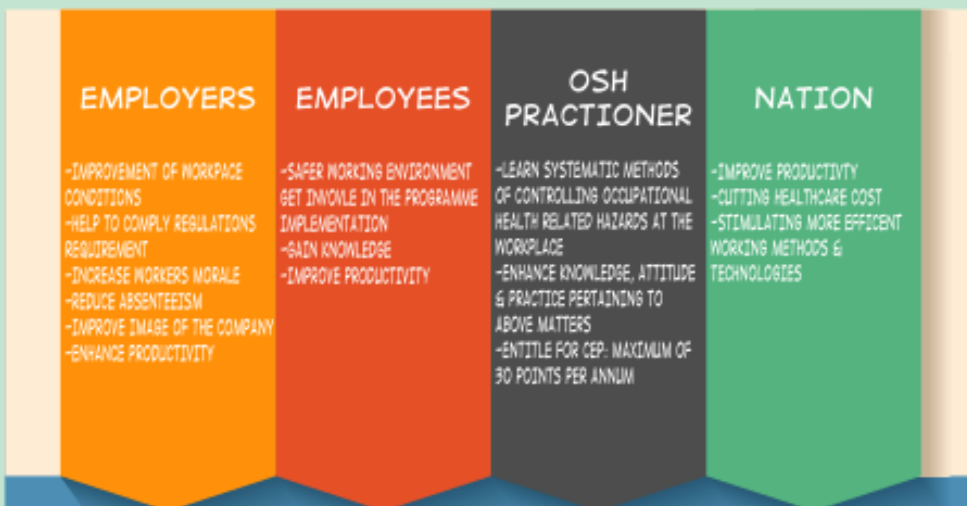 EMPLOYERS
-IMPROVEMENT OF WORKPACE
CONDITIONS
-HELP TO COMPLY REGULATIONS
REQUIREMENT
-INCREASE WORKERS MORALE
-REDUCE ABSENTEEISM
-IMPROVE IMAGE OF THE COMPANY
-ENHANCE PRODUCTIVITY
EMPLOYEES
-SAFER WORKING ENVIRONMENT
GET INVOVLE IN THE PROGRAMME
IMPLEMENTATION
-GAIN KNOWLEDGE
-IMPROVE PRODUCTIVITY
OSH
PRACTIONER
-LEARN SYSTEMATIC METHODS
OF CONTROLLING OCCUPATIONAL
HEALTH RELATED HAIARDS AT THE
WORKPLACE
-ENHANCE KNOWLEDGE, ATTITUDE
& PRACTICE PERTAINING TO
ABOVE MATTERS
-ENTITLE FOR CEP: MAXIMUM OF
30 POINTS PER ANNUM
NATION
-IMPROVE PRODUCTIVTY
-CUTTING HEALTHCARE COST
-STIMULATING MORE EFFICENT
WORKING METHODS &
TECHNOLOGIES